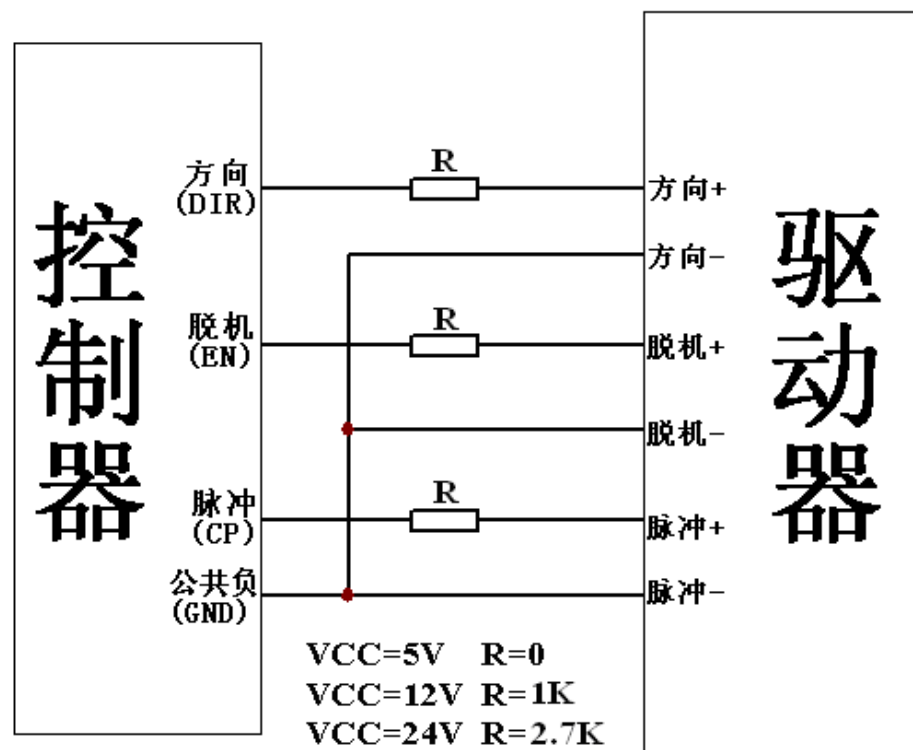 控制器
方向
(DIR)
脱机
(EN)
脉冲
(CP)
公共负
(GND)
R
R
R
方向+
方向-
脱机+
脱机-
脉冲+
脉冲-
驱动器
VCC=5V R=0
VCC=12V R=1K
VCC=24V R=2.7K